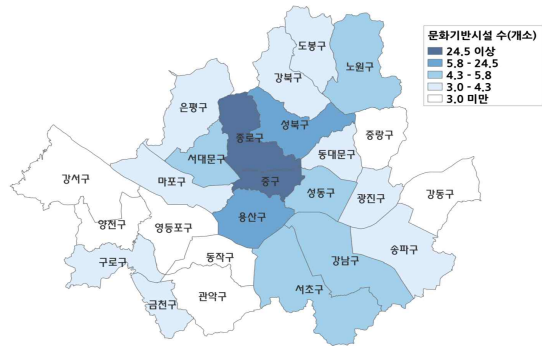 문화기반시설 수(개소)
24.5 이상
5.8 - 24.5
4.3 - 5.8
3.0 - 4.3
3.0 미만
도봉구
노원구
강북구
은평구
성북구
중랑구
종로구
서대문구
동대문구
강서구
마포구
중구
성동구
광진구
강동구
양천구
영등포구
용산구
송파구
구로구
동작구
강남구
금천구
관악구
서초구